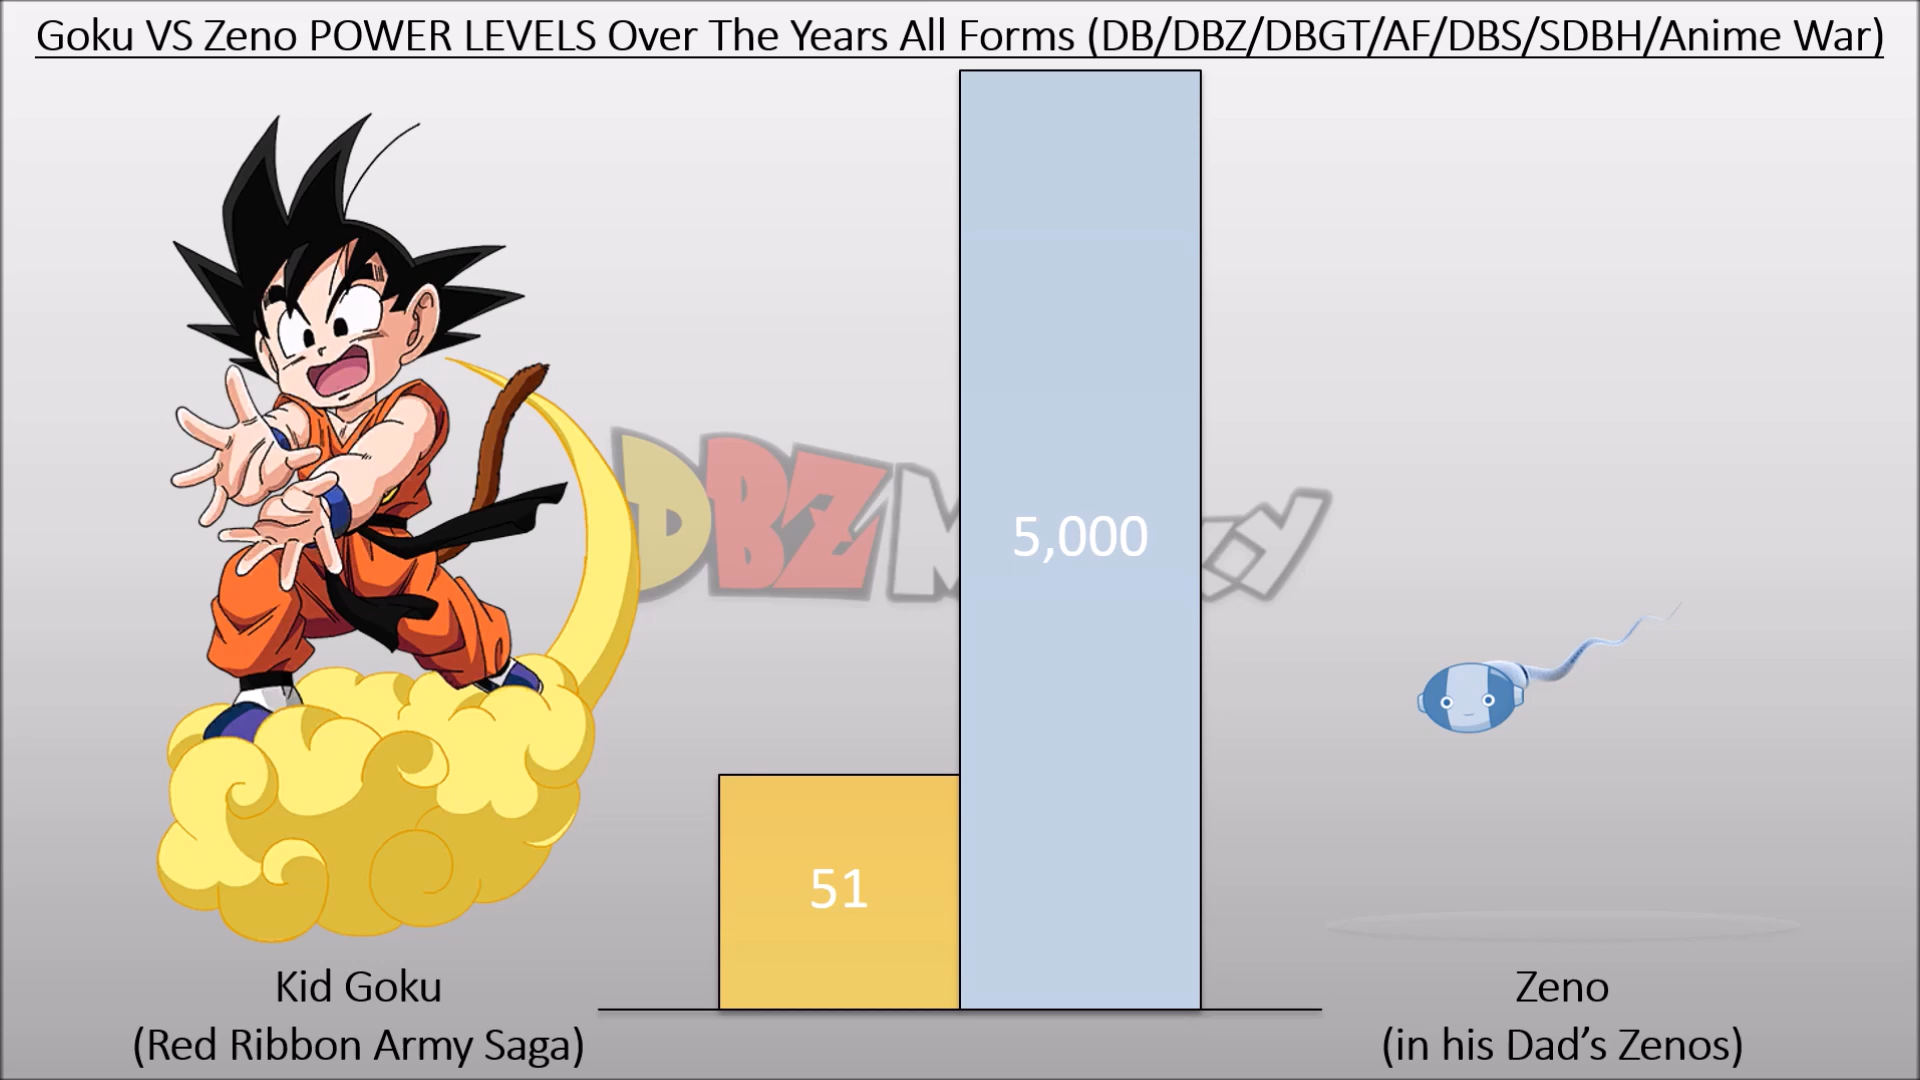 Goku VS Zeno POWER LEVELS Over The Years All Forms (DB/DBZ/DBGT/AF/DBS/SDBH/Anime War)
5,000
DBZ
51
Kid Goku
(Red Ribbon Army Saga)
Zeno
(in his Dad's Zenos)